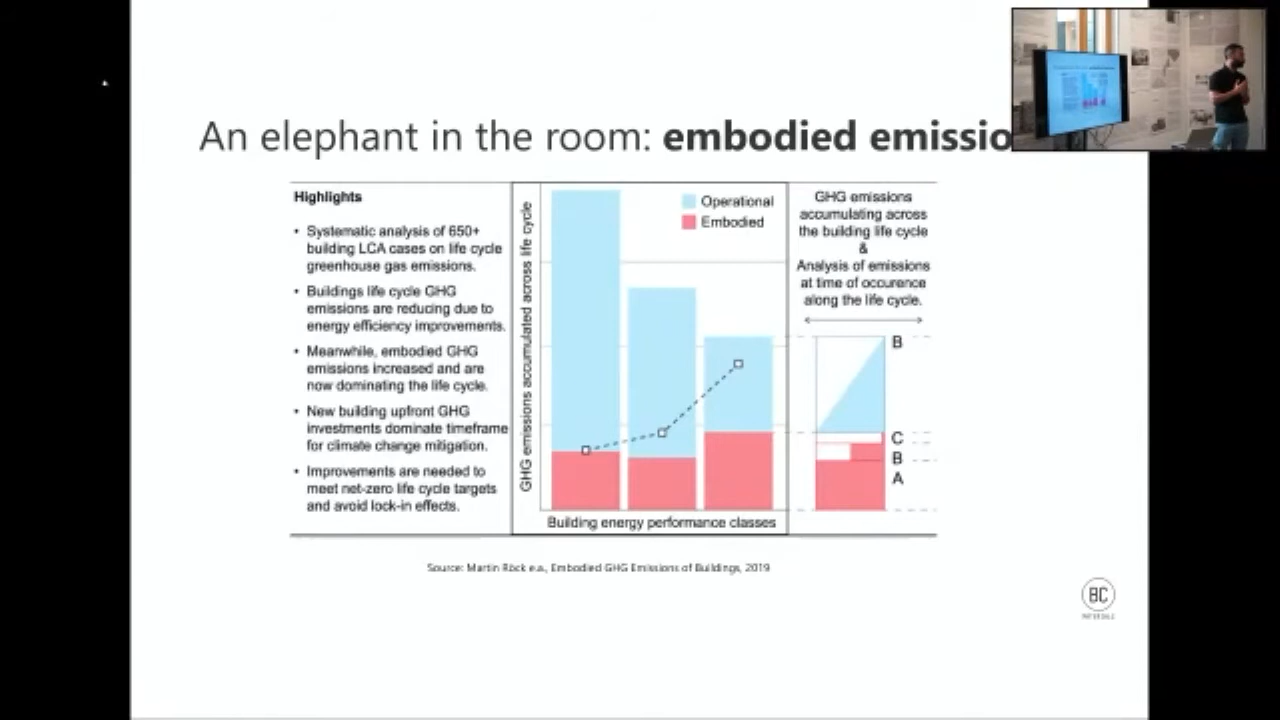 An elephant in the room: embodied emissio
Highlights
• Systematic analysis of 650+
building LCA cases on life cycle
greenhouse gas emissions.
• Buildings life cycle GHG
emissions are reducing due to
energy efficiency improvements.
• Meanwhile, embodied GHG
emissions increased and are
now dominating the life cycle.
• New building upfront GHG
investments dominate timeframe
for climate change mitigation.
• Improvements are needed to
meet net-zero life cycle targets
and avoid lock-in effects.
GHG emissions accumulated across life cycle
Operational
Embodied
Building energy performance classes
GHG emissions
accumulating across
the building life cycle
&
Analysis of emissions
at time of occurence
along the life cycle.
B
C
B
A
Source: Martin Röck e.a., Embodied GHG Emissions of Buildings, 2019
BC
MATERIALS